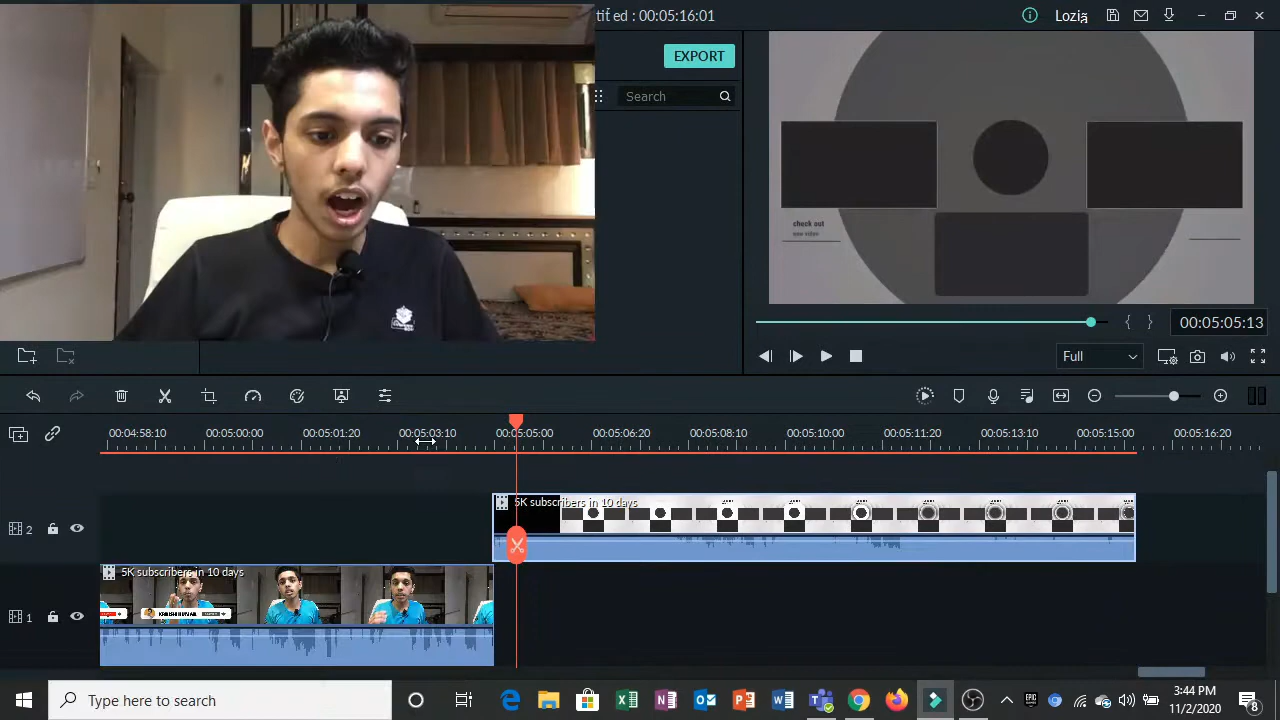 ed : 00:05:16:01
Lozia
EXPORT
Search
check out
new video
00:05:05:13
Full
00:04:58:10
00:05:00:00
00:05:01:20
00:05:03:10
00:05:05:00
00:05:06:20
00:05:08:10
00:05:10:00
00:05:11:20
00:05:13:10
00:05:15:00
00:05:16:20
5K subscribers in 10 days
2
5K subscribers in 10 days
1
Type here to search
3:44 PM
11/2/2020
8